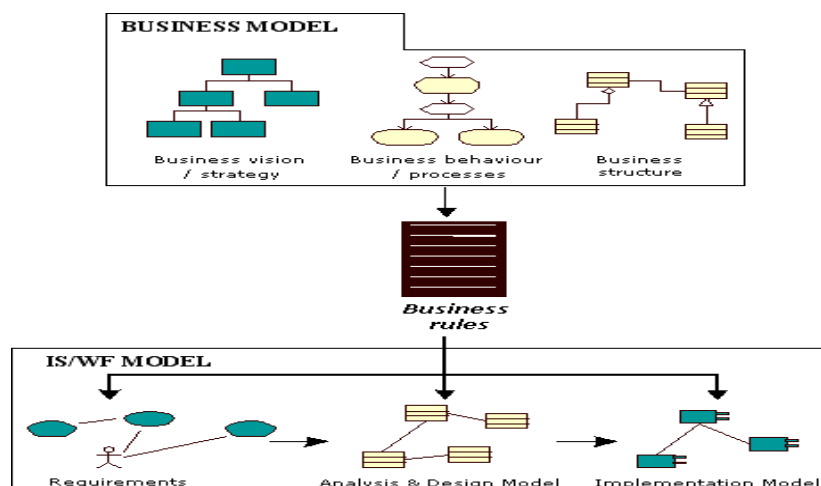 BUSINESS MODEL
Business vision
/ strategy
Business behaviour
/ processes
Business
structure
Business
rules
IS/WF MODEL
Requirements
Analysis & Design Model
Implementation Model